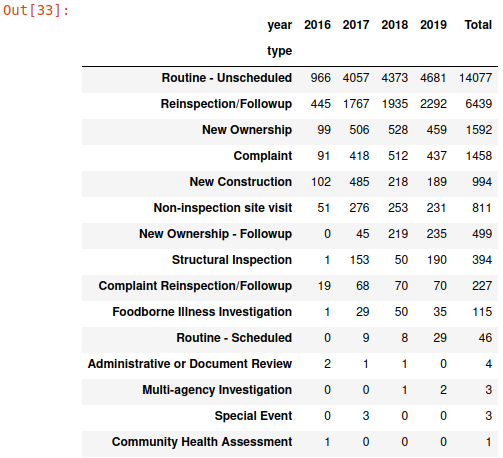 Out[33]:
year 2016 2017 2018 2019 Total
type
Routine - Unscheduled 966 4057 4373 4681 14077
Reinspection/Followup 445 1767 1935 2292 6439
New Ownership 99 506 528 459 1592
Complaint 91 418 512 437 1458
New Construction 102 485 218 189 994
Non-inspection site visit 51 276 253 231 811
New Ownership - Followup 0 45 219 235 499
Structural Inspection 1 153 50 190 394
Complaint Reinspection/Followup 19 68 70 70 227
Foodborne Illness Investigation 1 29 50 35 115
Routine - Scheduled 0 9 8 29 46
Administrative or Document Review 2 1 1 0 4
Multi-agency Investigation 0 0 1 2 3
Special Event 0 3 0 0 3
Community Health Assessment 1 0 0 0 1